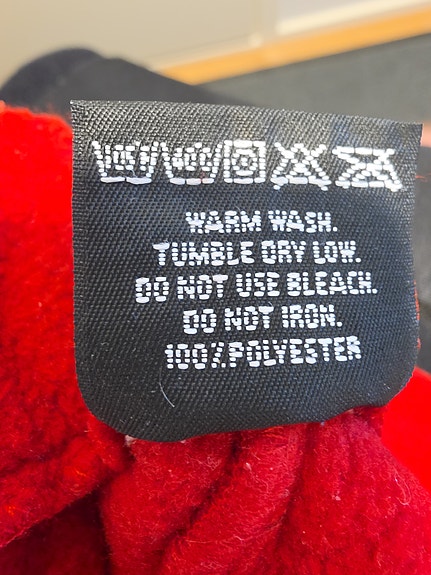 WARM WASH.
TUMBLE DRY LOW.
DO NOT USE BLEACH.
DO NOT IRON.
100% POLYESTER